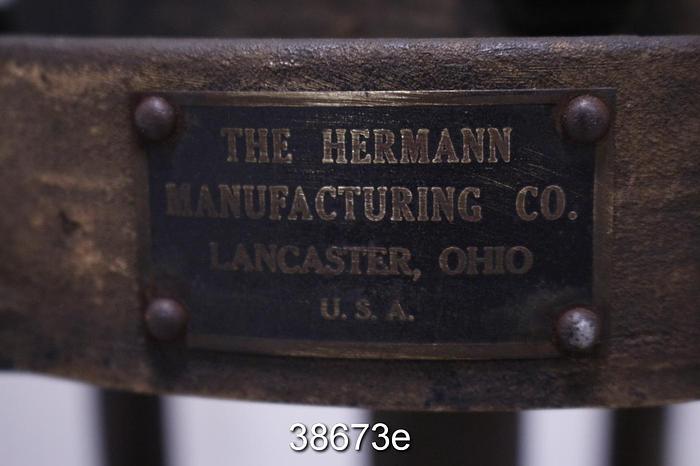 THE HERMANN
MANUFACTURING CO.
LANCASTER, OHIO
U.S.A.
38673e